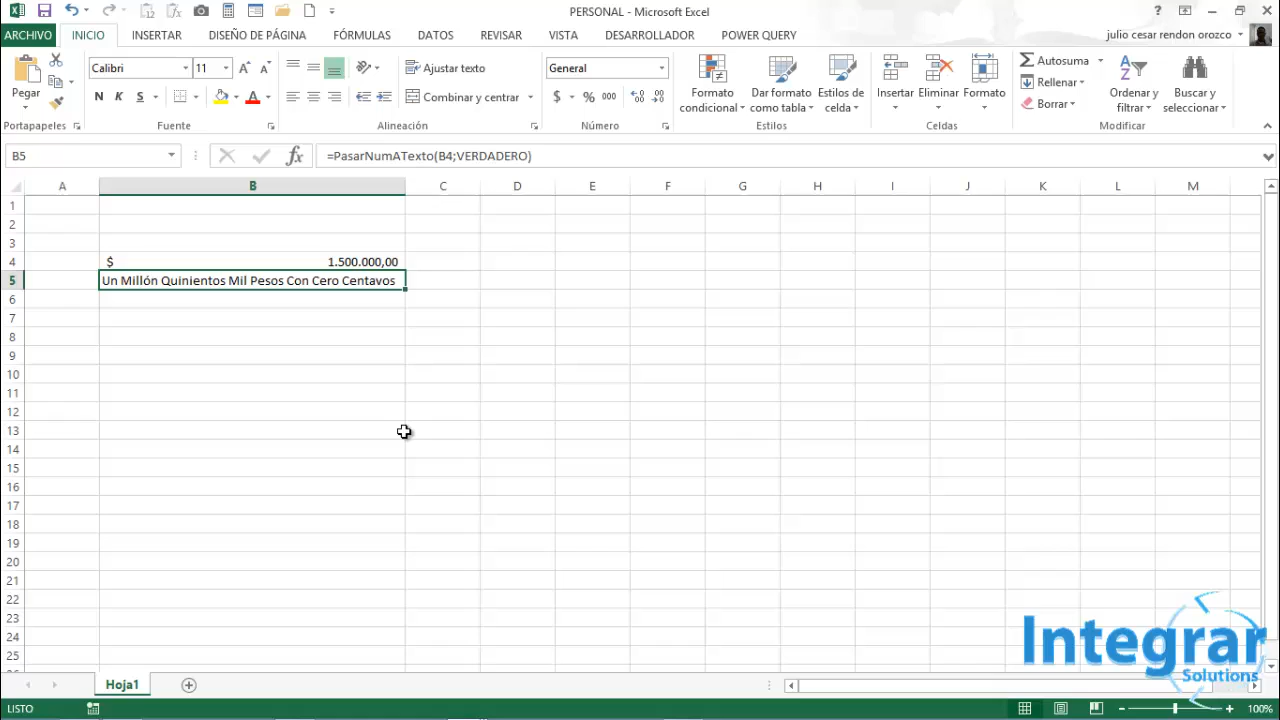 PERSONAL - Microsoft Excel
ARCHIVO INICIO INSERTAR DISEÑO DE PÁGINA FÓRMULAS DATOS REVISAR VISTA DESARROLLADOR POWER QUERY julio cesar rendon orozco
Pegar
Portapapeles
Calibri 11
N K S
Fuente
Ajustar texto
Combinar y centrar
Alineación
General
$ % 000
Número
Formato condicional
Dar formato como tabla
Estilos de celda
Estilos
Insertar
Eliminar
Formato
Celdas
Autosuma
Rellenar
Borrar
Ordenar y filtrar
Buscar y seleccionar
Modificar
B5 fx =PasarNumATexto(B4;VERDADERO)
A B C D E F G H I J K L M
1
2
3
4 $ 1.500.000,00
5 Un Millón Quinientos Mil Pesos Con Cero Centavos
6
7
8
9
10
11
12
13
14
15
16
17
18
19
20
21
22
23
24
25
Integrar
Solutions
Hoja1
LISTO 100%